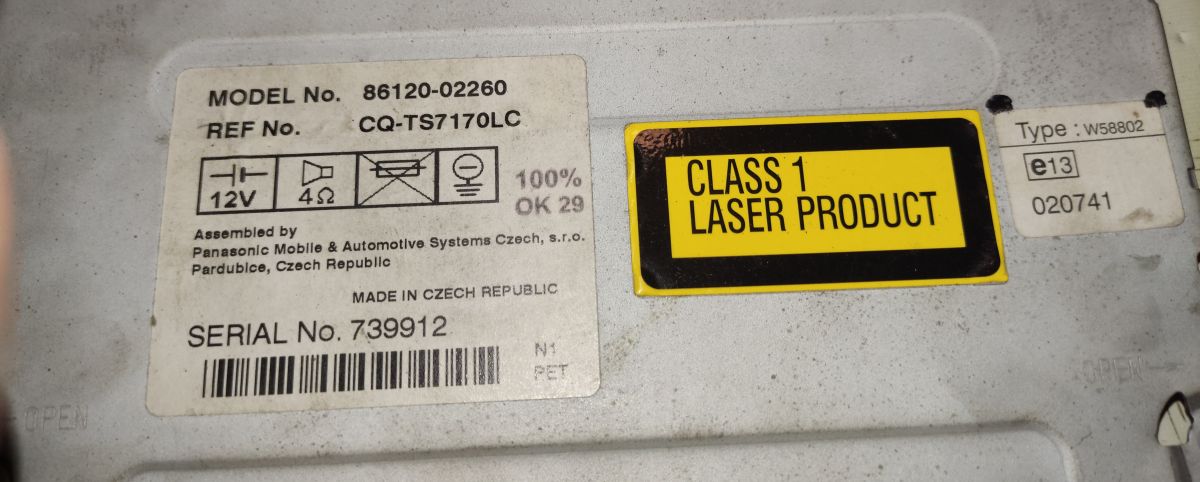 MODEL No. 86120-02260
REF No. CQ-TS7170LC
12V
4Ω
100%
OK 29
Assembled by
Panasonic Mobile & Automotive Systems Czech, s.r.o.
Pardubice, Czech Republic
MADE IN CZECH REPUBLIC
SERIAL No. 739912
N1
PET
CLASS 1
LASER PRODUCT
Type : W58802
e13
020741
OPEN
OPEN